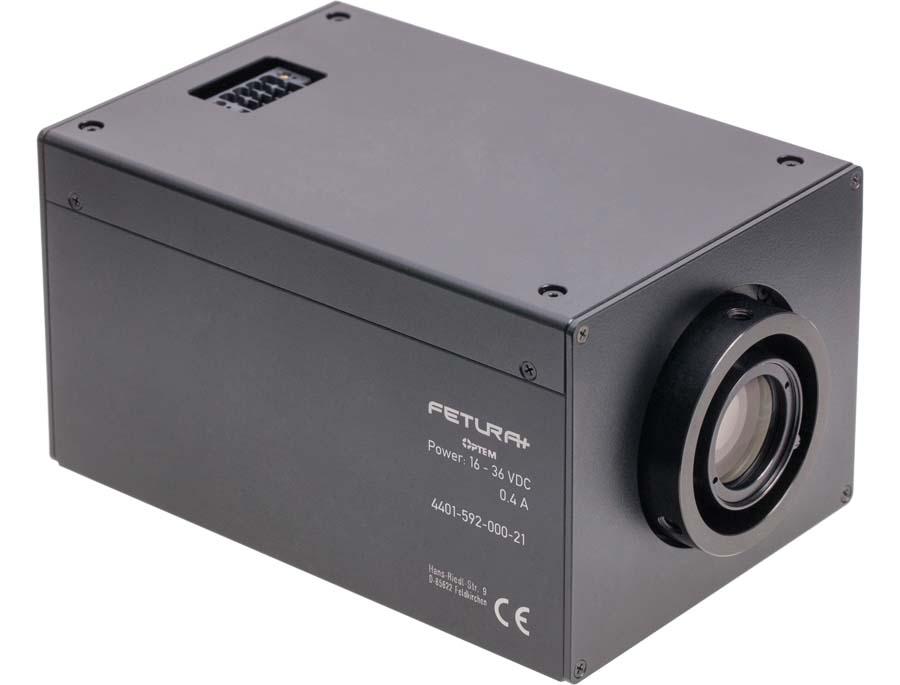 FETURA+
OPTEM
Power: 16 - 36 VDC
0.4 A
4401-592-000-21
Hans-Riedl-Str. 9
D-85622 Feldkirchen
CE